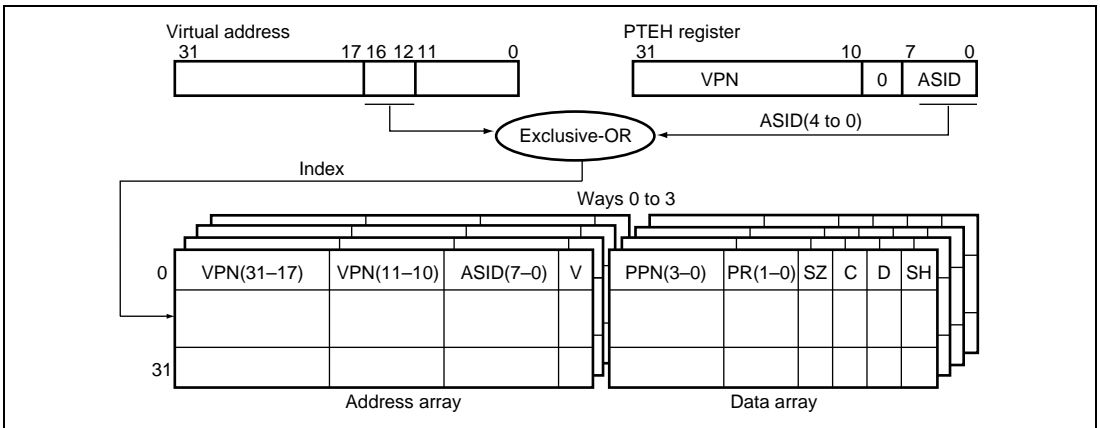 Virtual address
31 17 16 12 11 0
PTEH register
31 10 7 0
VPN 0 ASID
ASID(4 to 0)
Exclusive-OR
Index
Ways 0 to 3
0 VPN(31–17) VPN(11–10) ASID(7–0) V PPN(3–0) PR(1–0) SZ C D SH
31
Address array Data array